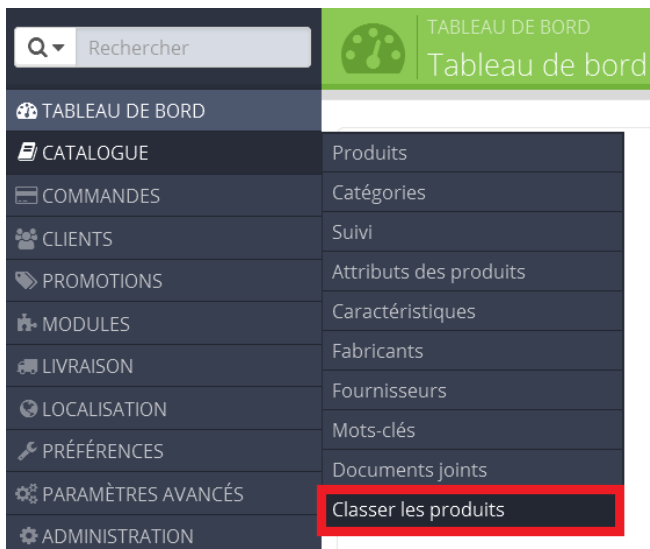 Rechercher
TABLEAU DE BORD
Tableau de bord
TABLEAU DE BORD
CATALOGUE
COMMANDES
CLIENTS
PROMOTIONS
MODULES
LIVRAISON
LOCALISATION
PRÉFÉRENCES
PARAMÈTRES AVANCÉS
ADMINISTRATION
Produits
Catégories
Suivi
Attributs des produits
Caractéristiques
Fabricants
Fournisseurs
Mots-clés
Documents joints
Classer les produits